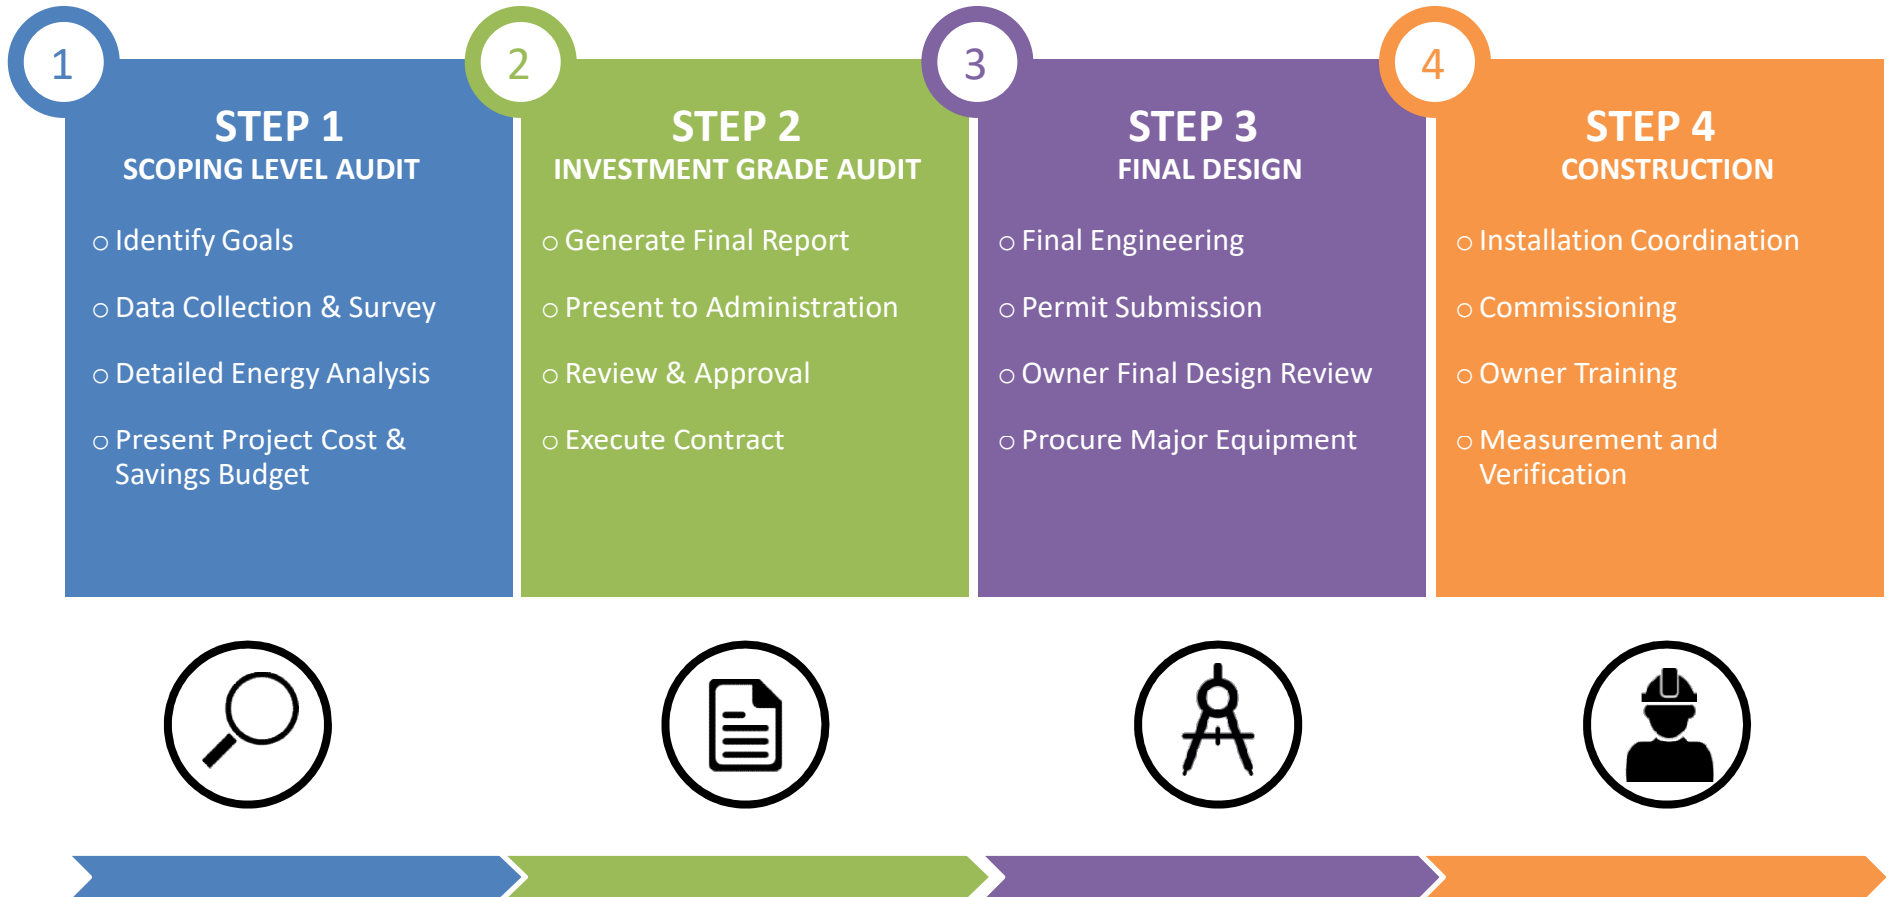 1
STEP 1
SCOPING LEVEL AUDIT
o Identify Goals
o Data Collection & Survey
o Detailed Energy Analysis
o Present Project Cost &
Savings Budget
2
STEP 2
INVESTMENT GRADE AUDIT
o Generate Final Report
o Present to Administration
o Review & Approval
o Execute Contract
3
STEP 3
FINAL DESIGN
o Final Engineering
o Permit Submission
o Owner Final Design Review
o Procure Major Equipment
4
STEP 4
CONSTRUCTION
o Installation Coordination
o Commissioning
o Owner Training
o Measurement and
Verification